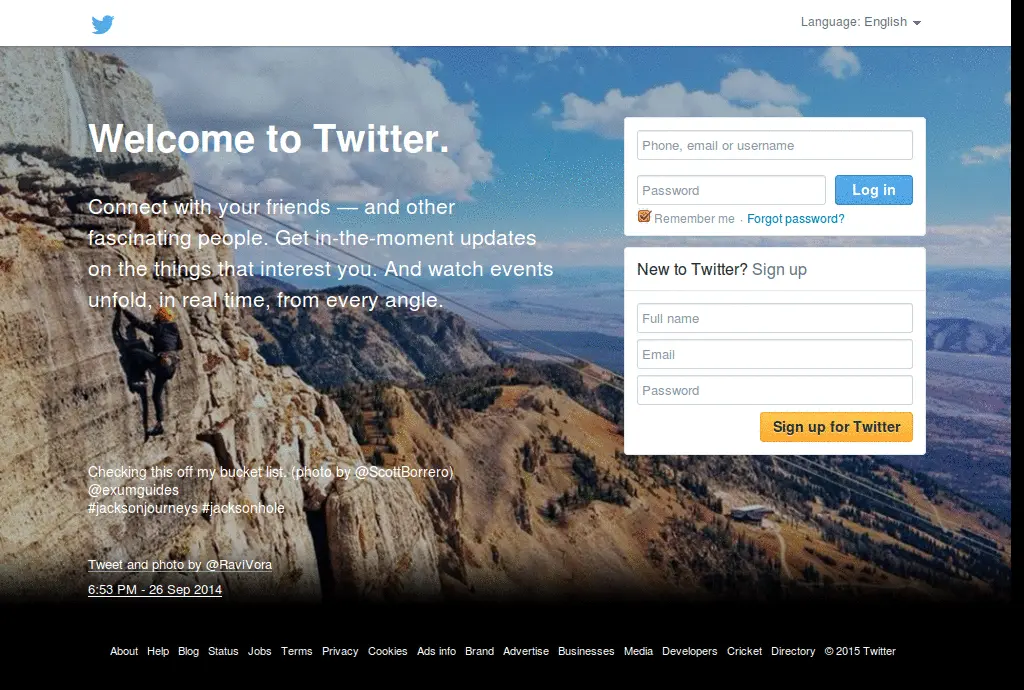 Language: English
Welcome to Twitter.
Connect with your friends — and other
fascinating people. Get in-the-moment updates
on the things that interest you. And watch events
unfold, in real time, from every angle.
Phone, email or username
Password
Log in
Remember me · Forgot password?
New to Twitter? Sign up
Full name
Email
Password
Sign up for Twitter
Checking this off my bucket list. (photo by @ScottBorrero)
@exumguides
#jacksonjourneys #jacksonhole
Tweet and photo by @RaviVora
6:53 PM - 26 Sep 2014
About Help Blog Status Jobs Terms Privacy Cookies Ads info Brand Advertise Businesses Media Developers Cricket Directory © 2015 Twitter